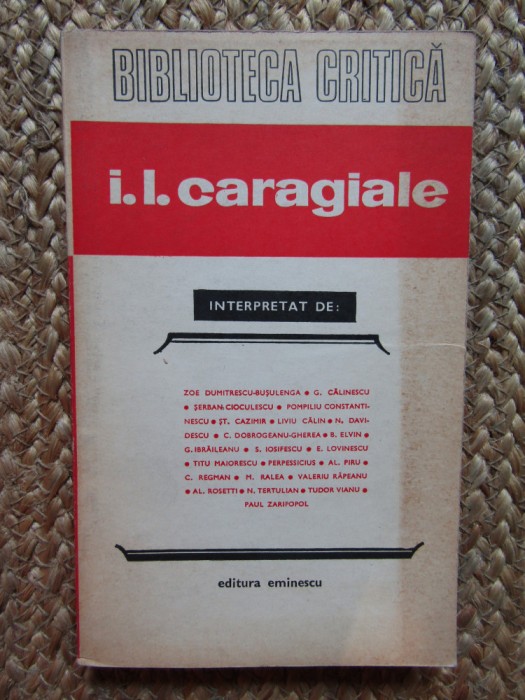 BIBLIOTECA CRITICĂ
i.l.caragiale
INTERPRETAT DE:
ZOE DUMITRESCU-BUȘULENGA • G. CĂLINESCU
• ȘERBAN CIOCULESCU • POMPILIU CONSTANTI-
NESCU • ȘT. CAZIMIR • LIVIU CĂLIN • N. DAVI-
DESCU • C. DOBROGEANU-GHEREA • B. ELVIN •
G. IBRĂILEANU • S. IOSIFESCU • E. LOVINESCU
• TITU MAIORESCU • PERPESSICIUS • AL. PIRU •
C. REGMAN • M. RALEA • VALERIU RÂPEANU
• AL. ROSETTI • N. TERTULIAN • TUDOR VIANU •
PAUL ZARIFOPOL
editura eminescu